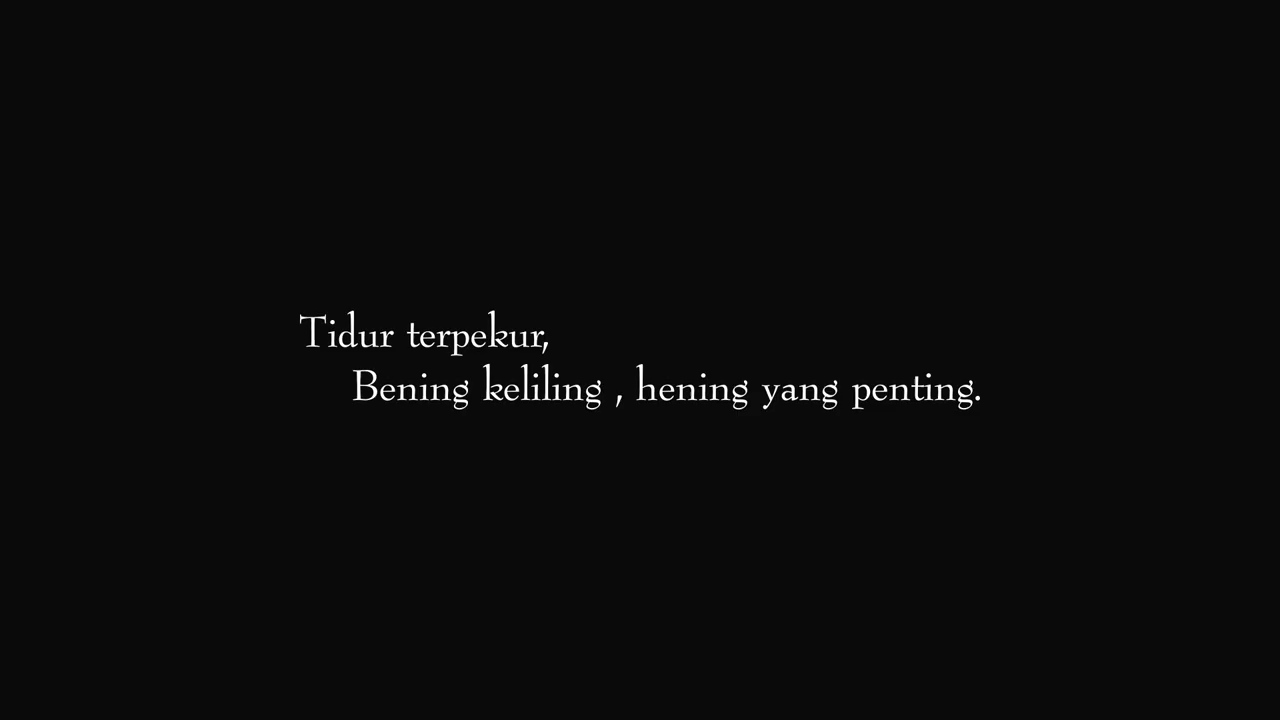 Tidur terpekur,
Bening keliling , hening yang penting.